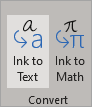 a π
a π
Ink to Ink to
Text Math
Convert